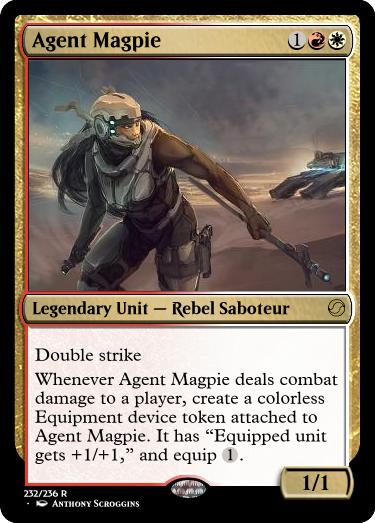 Agent Magpie 1
Legendary Unit — Rebel Saboteur
Double strike
Whenever Agent Magpie deals combat
damage to a player, create a colorless
Equipment device token attached to
Agent Magpie. It has “Equipped unit
gets +1/+1,” and equip 1.
1/1
232/236 R
· Anthony Scroggins